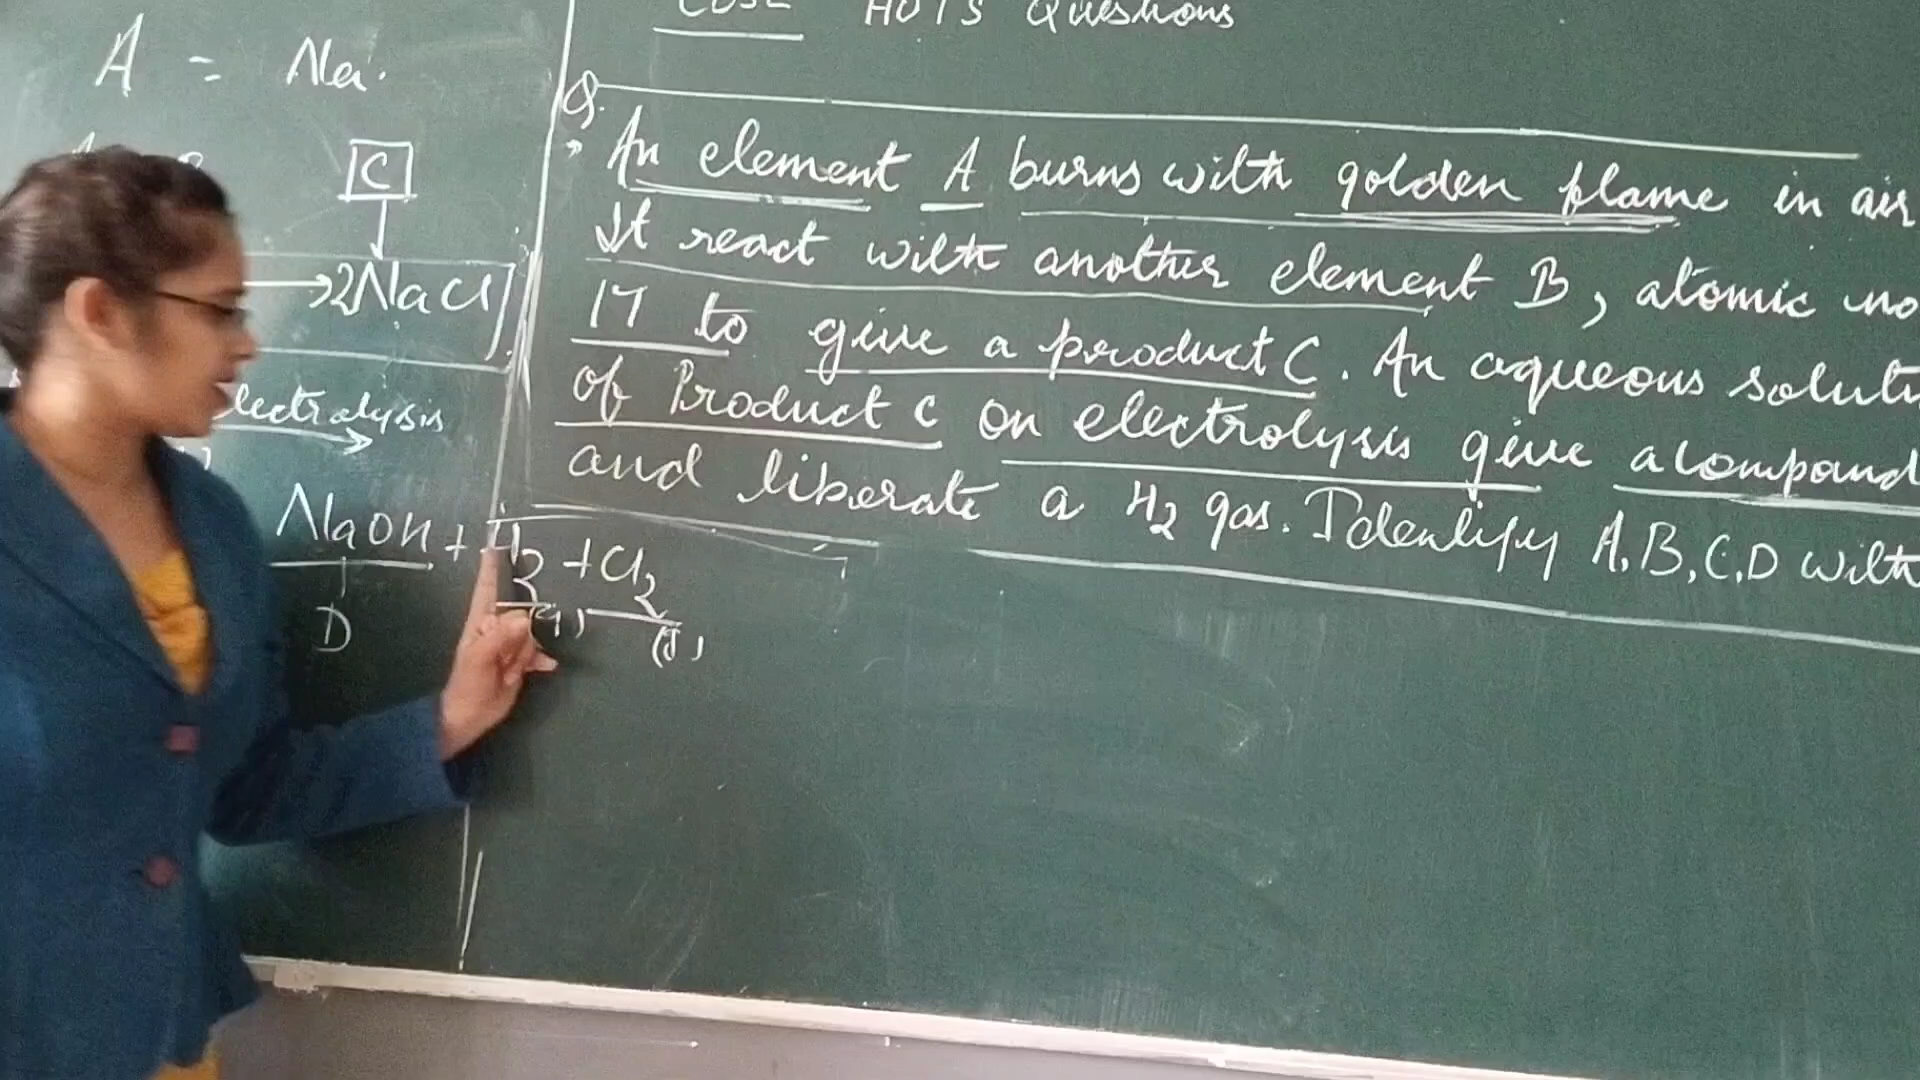 HOTS Questions
A = Na.
C
→2NaCl
lectrolysis
NaOH + H2 + Cl2
D
(g)
Q.
An element A burns with golden flame in air
It react with another element B, atomic no
17 to give a product C. An aqueous soluti
of Product C on electrolysis give a compound
and liberate a H2 gas. Identify A,B,C,D with